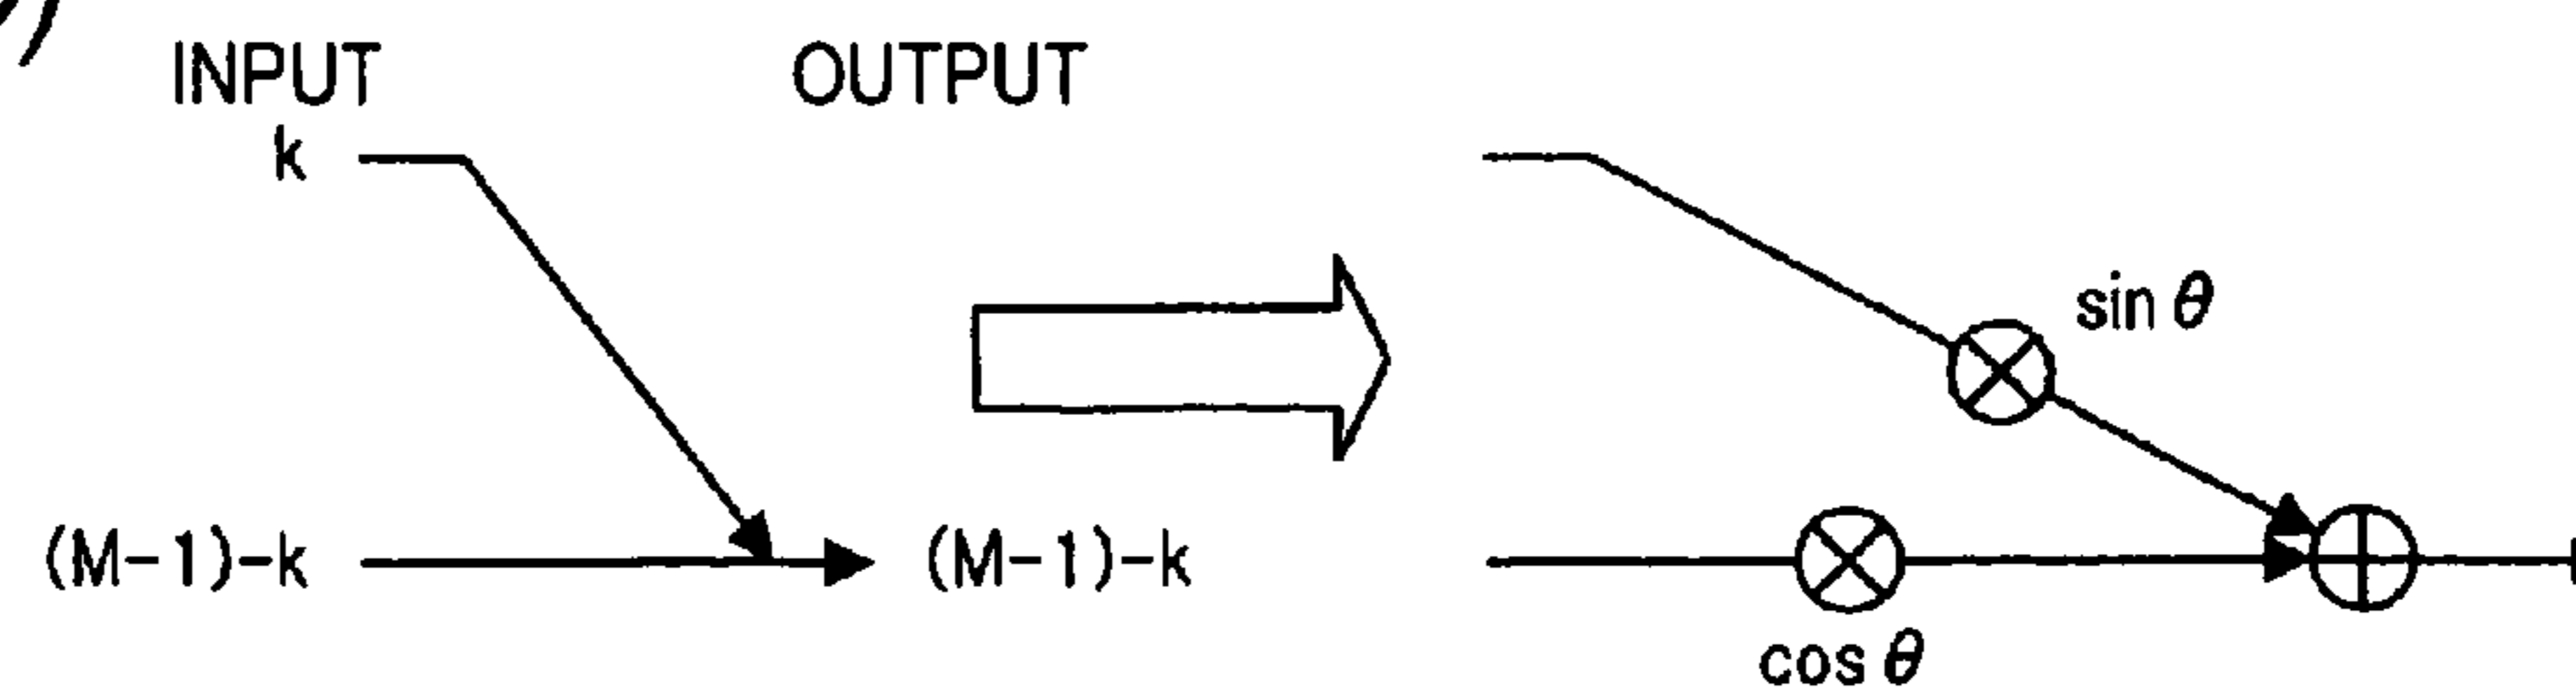 INPUT OUTPUT
k
sin θ
(M-1)-k (M-1)-k
cos θ